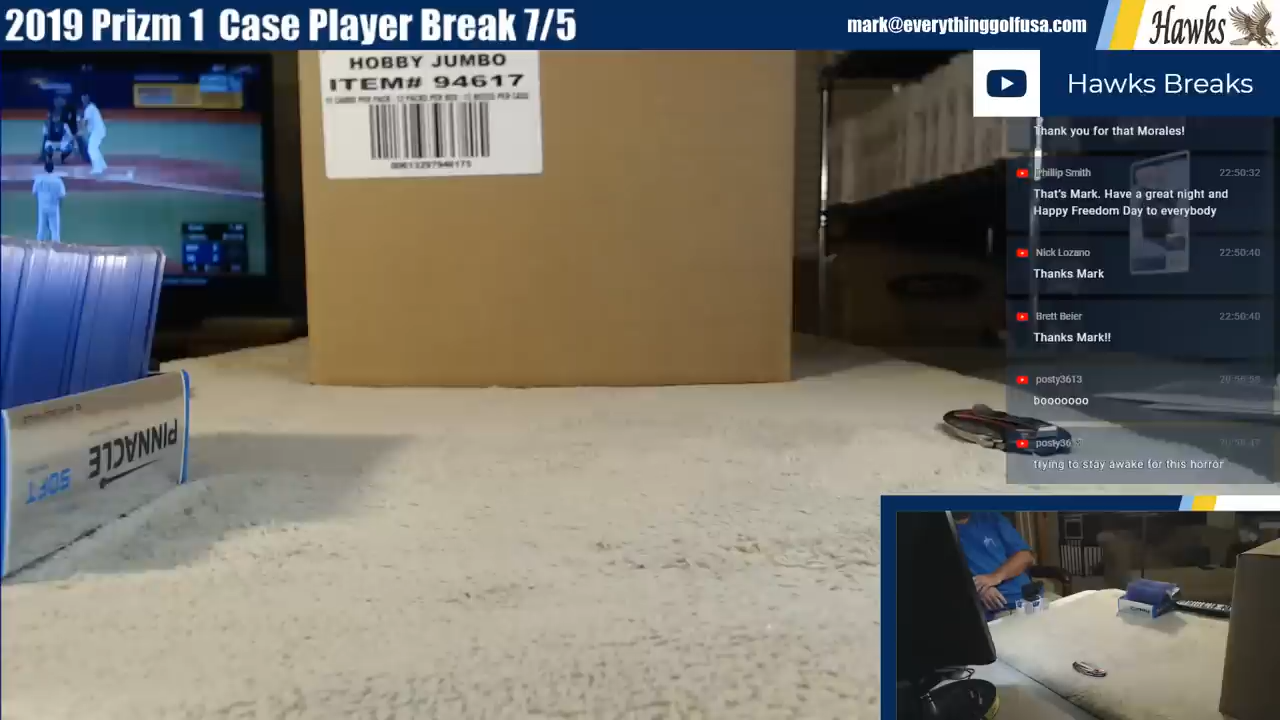 2019 Prizm 1 Case Player Break 7/5
mark@everythinggolfusa.com
Hawks
Hawks Breaks
HOBBY JUMBO
ITEM# 94617
Thank you for that Morales!
Phillip Smith 22:50:32
That's Mark. Have a great night and
Happy Freedom Day to everybody
Nick Lozano 22:50:40
Thanks Mark
Brett Beier 22:50:40
Thanks Mark!!
posty3613
booooooo
trying to stay awake for this horror
PINNACLE
SOFT